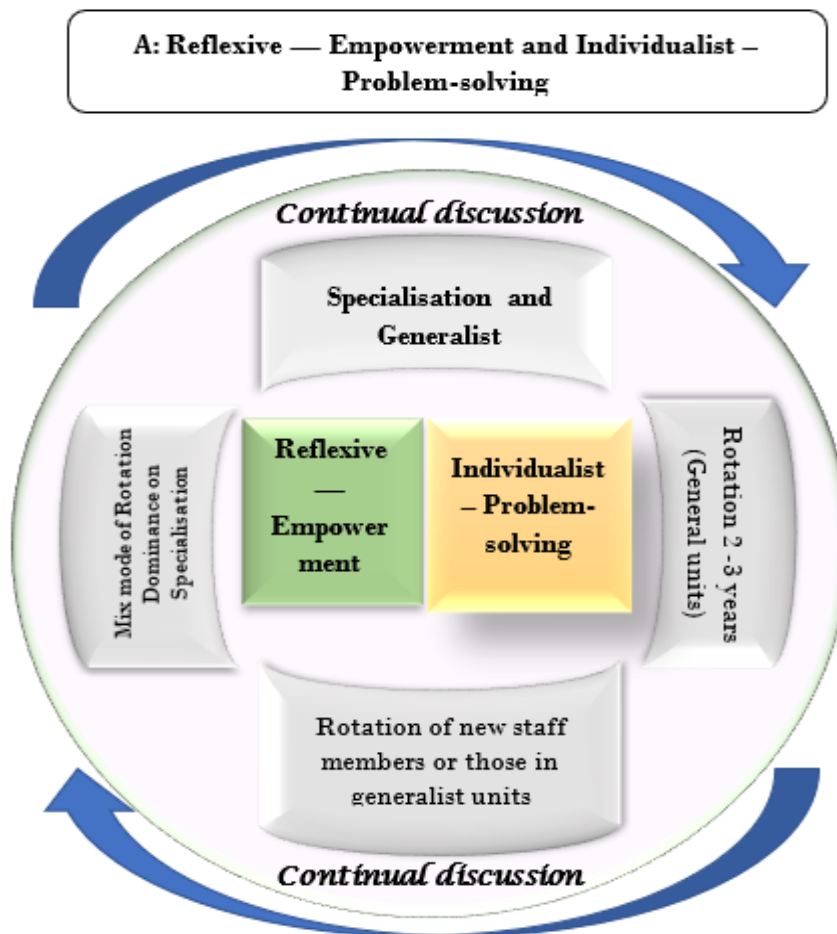 A: Reflexive — Empowerment and Individualist –
Problem-solving
Continual discussion
Specialisation and
Generalist
Mix mode of Rotation
Dominance on
Specialisation
Reflexive
—
Empower
ment
Individualist
– Problem-
solving
Rotation 2 -3 years
(General units)
Rotation of new staff
members or those in
generalist units
Continual discussion